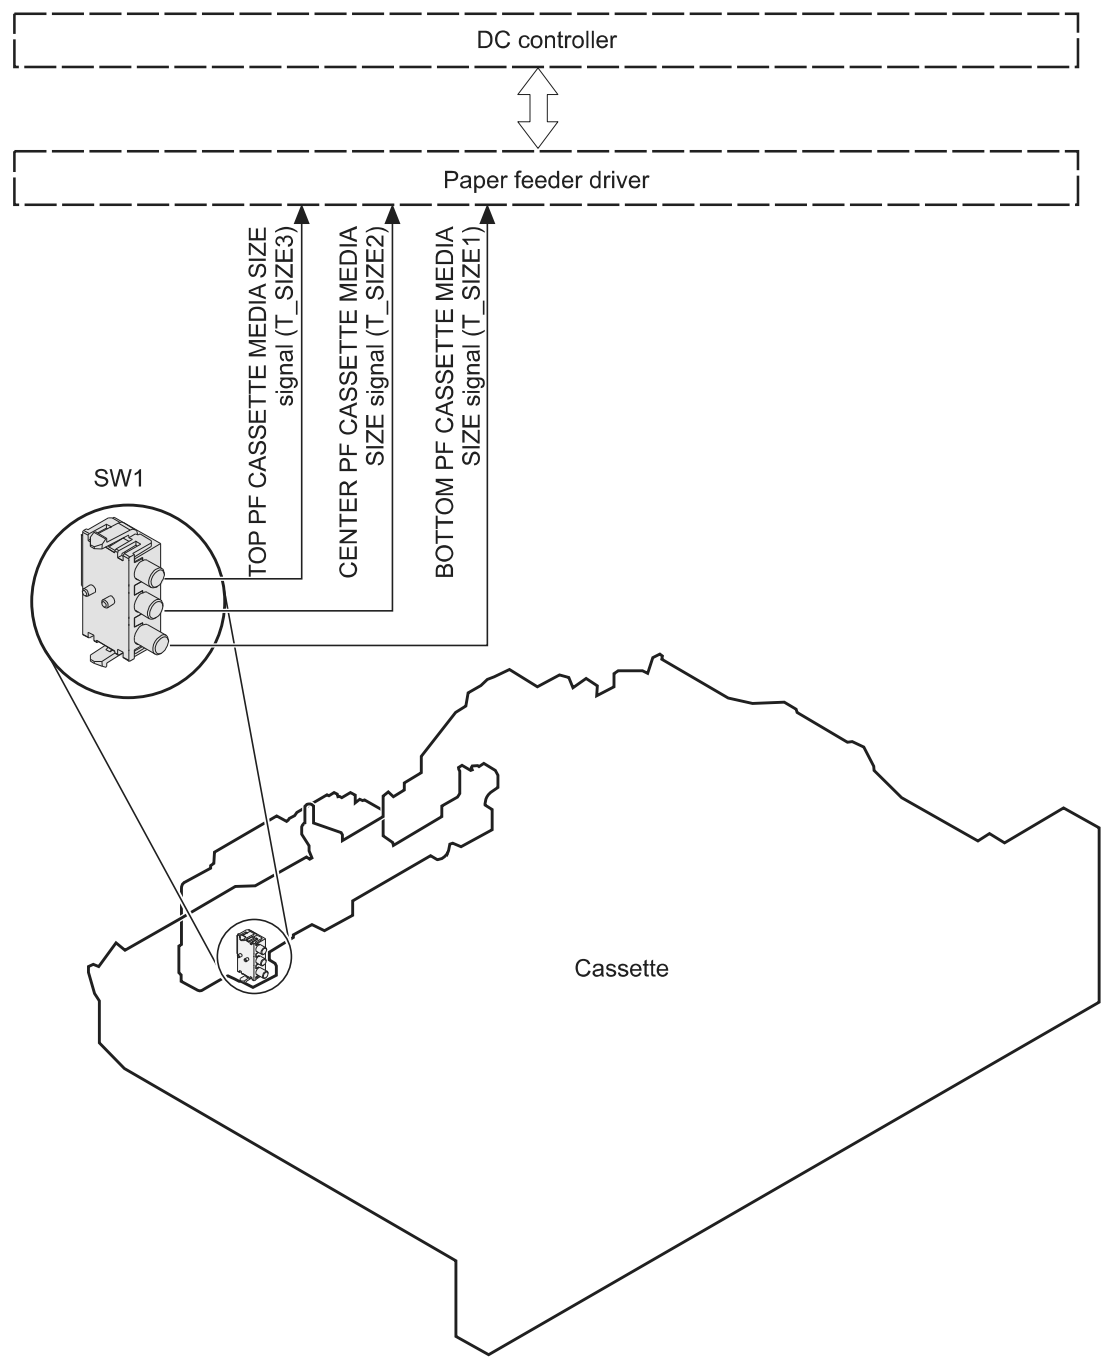 DC controller
Paper feeder driver
TOP PF CASSETTE MEDIA SIZE
signal (T_SIZE3)
CENTER PF CASSETTE MEDIA
SIZE signal (T_SIZE2)
BOTTOM PF CASSETTE MEDIA
SIZE signal (T_SIZE1)
SW1
Cassette